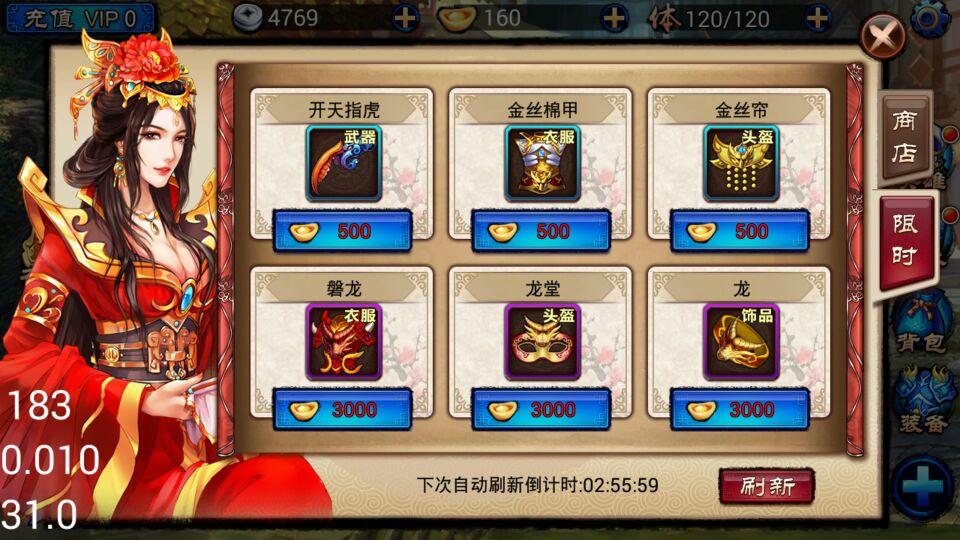 充值 VIP 0
4769
160
体 120/120
商店
限时
开天指虎
武器
500
金丝棉甲
衣服
500
金丝帘
头盔
500
磐龙
衣服
3000
龙堂
头盔
3000
龙
饰品
3000
背包
装备
183
0.010
31.0
下次自动刷新倒计时:02:55:59
刷新